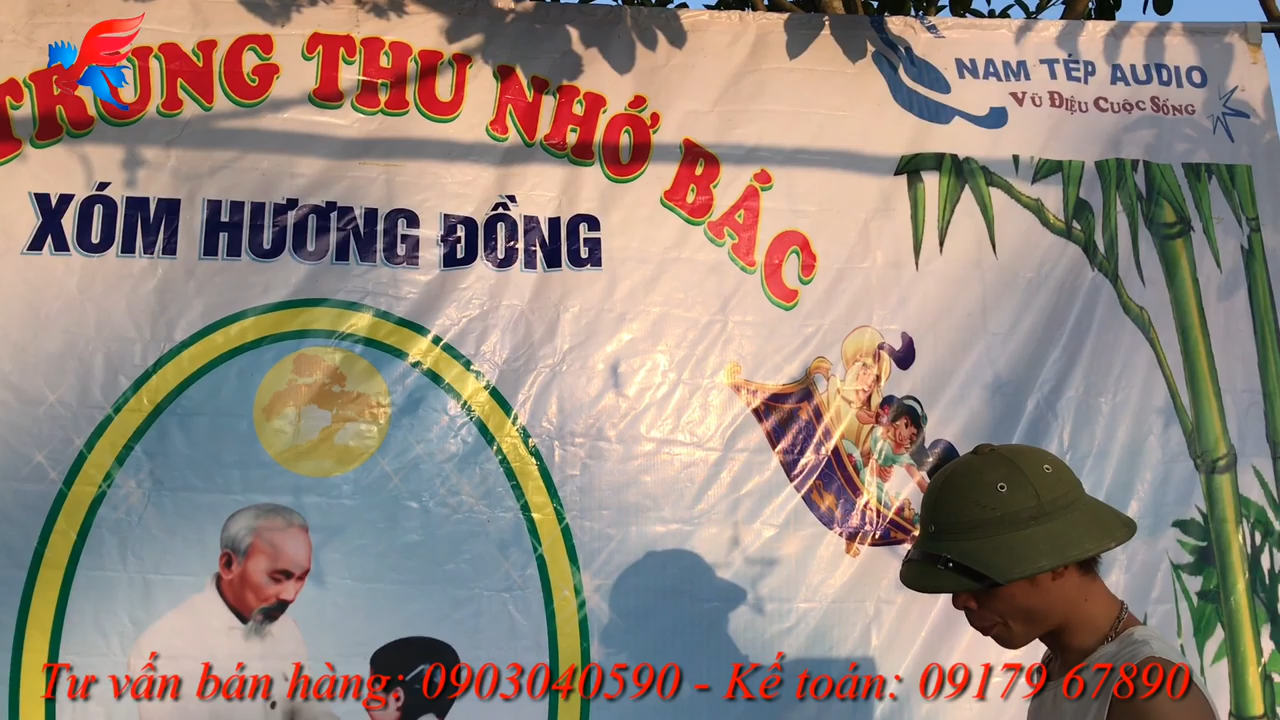 TRUNG THU NHỚ BÁC
NAM TÉP AUDIO
VŨ ĐIỆU CUỘC SỐNG
XÓM HƯƠNG ĐỒNG
Tư vấn bán hàng: 0903040590 - Kế toán: 09179 67890